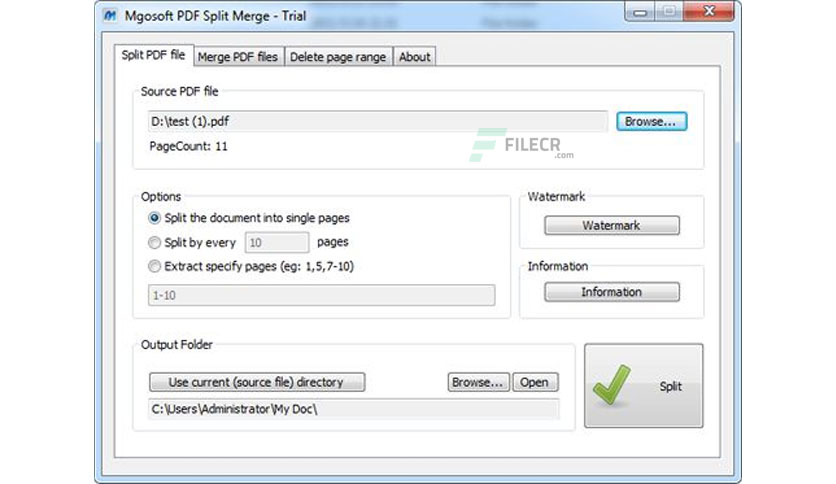 Mgosoft PDF Split Merge - Trial
Split PDF file Merge PDF files Delete page range About
Source PDF file
D:\test (1).pdf Browse...
PageCount: 11
FILECR
.com
Options
Split the document into single pages
Split by every 10 pages
Extract specify pages (eg: 1,5,7-10)
1-10
Watermark
Watermark
Information
Information
Output Folder
Use current (source file) directory Browse... Open
C:\Users\Administrator\My Doc\
Split